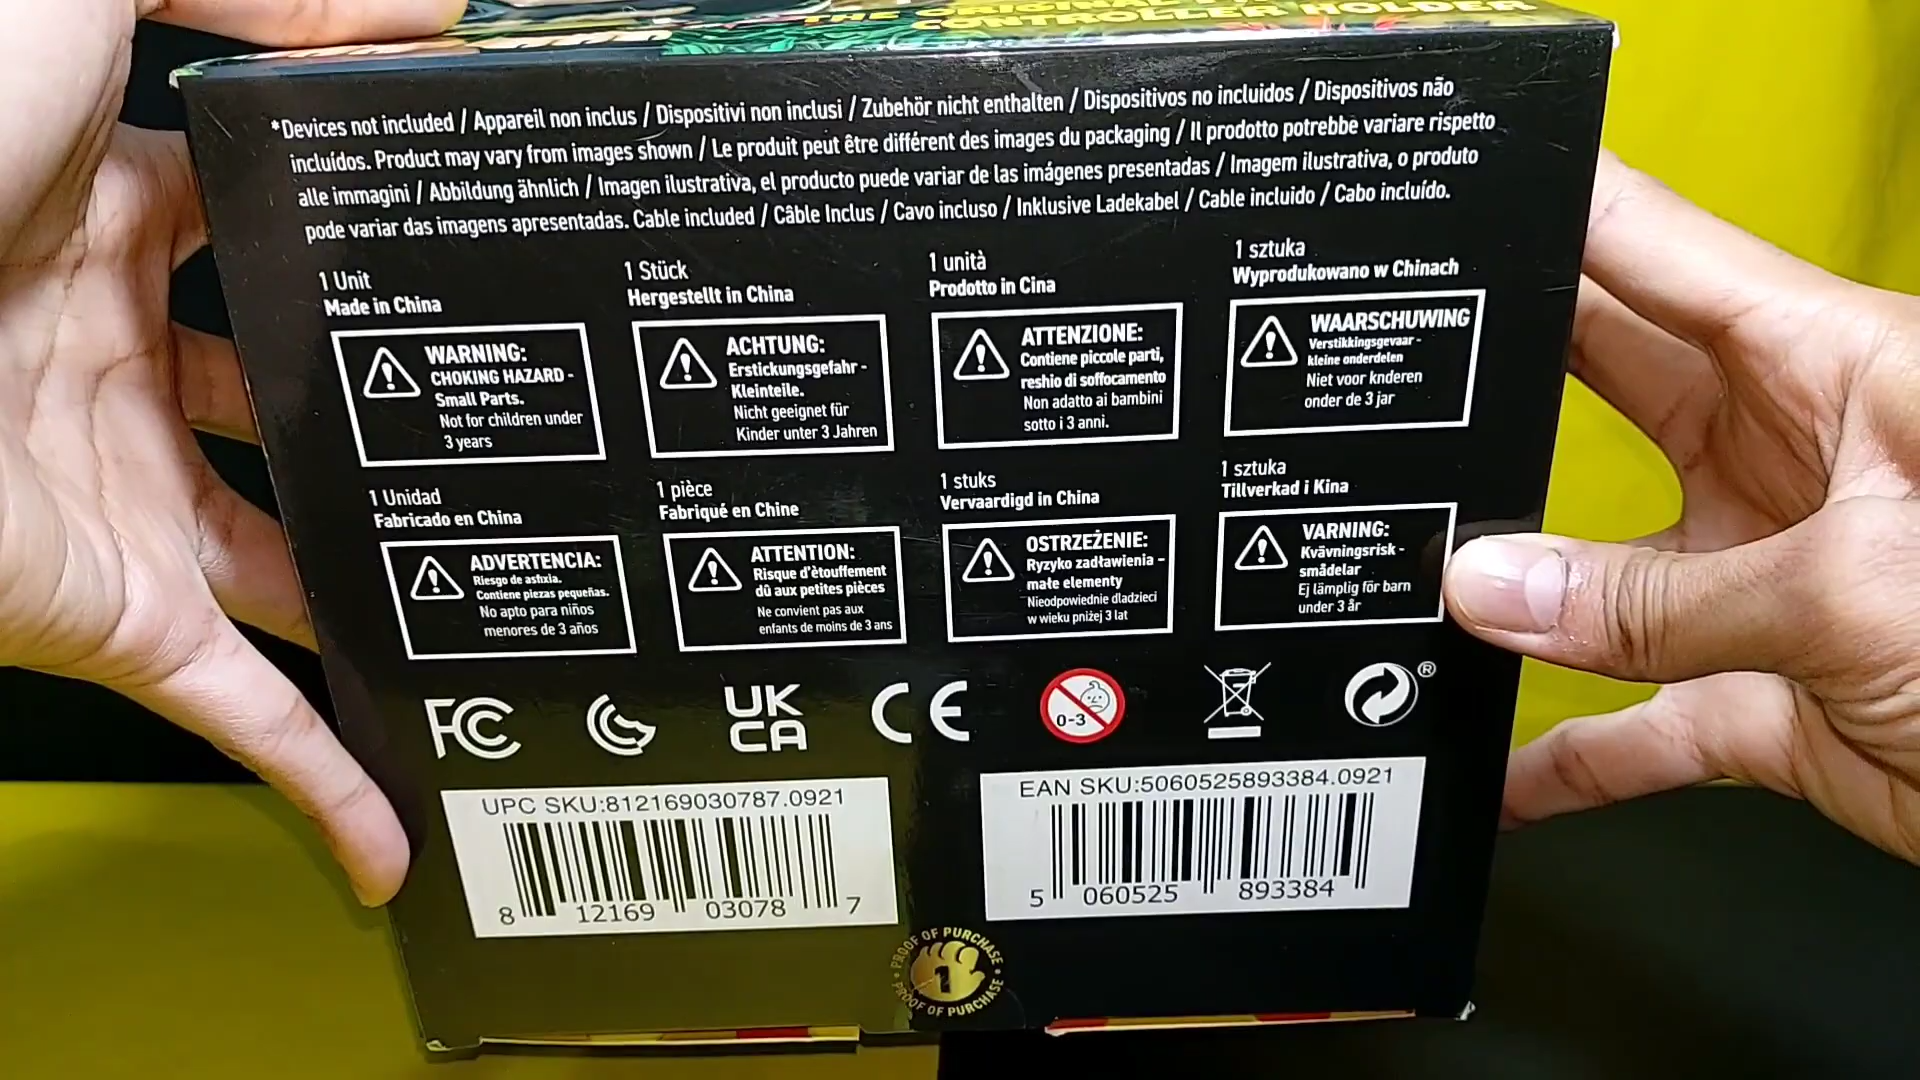 THE ORIGINAL
CONTROLLER HOLDER
*Devices not included / Appareil non inclus / Dispositivi non inclusi / Zubehör nicht enthalten / Dispositivos no incluidos / Dispositivos não
incluídos. Product may vary from images shown / Le produit peut être différent des images du packaging / Il prodotto potrebbe variare rispetto
alle immagini / Abbildung ähnlich / Imagen ilustrativa, el producto puede variar de las imágenes presentadas / Imagem ilustrativa, o produto
pode variar das imagens apresentadas. Cable included / Câble Inclus / Cavo incluso / Inklusive Ladekabel / Cable incluido / Cabo incluído.
1 Unit
Made in China
WARNING:
CHOKING HAZARD -
Small Parts.
Not for children under
3 years
1 Stück
Hergestellt in China
ACHTUNG:
Erstickungsgefahr -
Kleinteile.
Nicht geeignet für
Kinder unter 3 Jahren
1 unità
Prodotto in Cina
ATTENZIONE:
Contiene piccole parti,
reshio di soffocamento
Non adatto ai bambini
sotto i 3 anni.
1 sztuka
Wyprodukowano w Chinach
WAARSCHUWING
Verstikkingsgevaar -
kleine onderdelen
Niet voor knderen
onder de 3 jar
1 Unidad
Fabricado en China
ADVERTENCIA:
Riesgo de asfixia.
Contiene piezas pequeñas.
No apto para niños
menores de 3 años
1 pièce
Fabriqué en Chine
ATTENTION:
Risque d'ètouffement
dû aux petites pièces
Ne convient pas aux
enfants de moins de 3 ans
1 stuks
Vervaardigd in China
OSTRZEŻENIE:
Ryzyko zadławienia -
małe elementy
Nieodpowiednie dladzieci
w wieku pniżej 3 lat
1 sztuka
Tillverkad i Kina
VARNING:
Kvävningsrisk -
smådelar
Ej lämplig för barn
under 3 år
FC
UK
CA
CE
0-3
®
UPC SKU:812169030787.0921
8 12169 03078 7
EAN SKU:5060525893384.0921
5 060525 893384
PROOF OF PURCHASE
1
PROOF OF PURCHASE